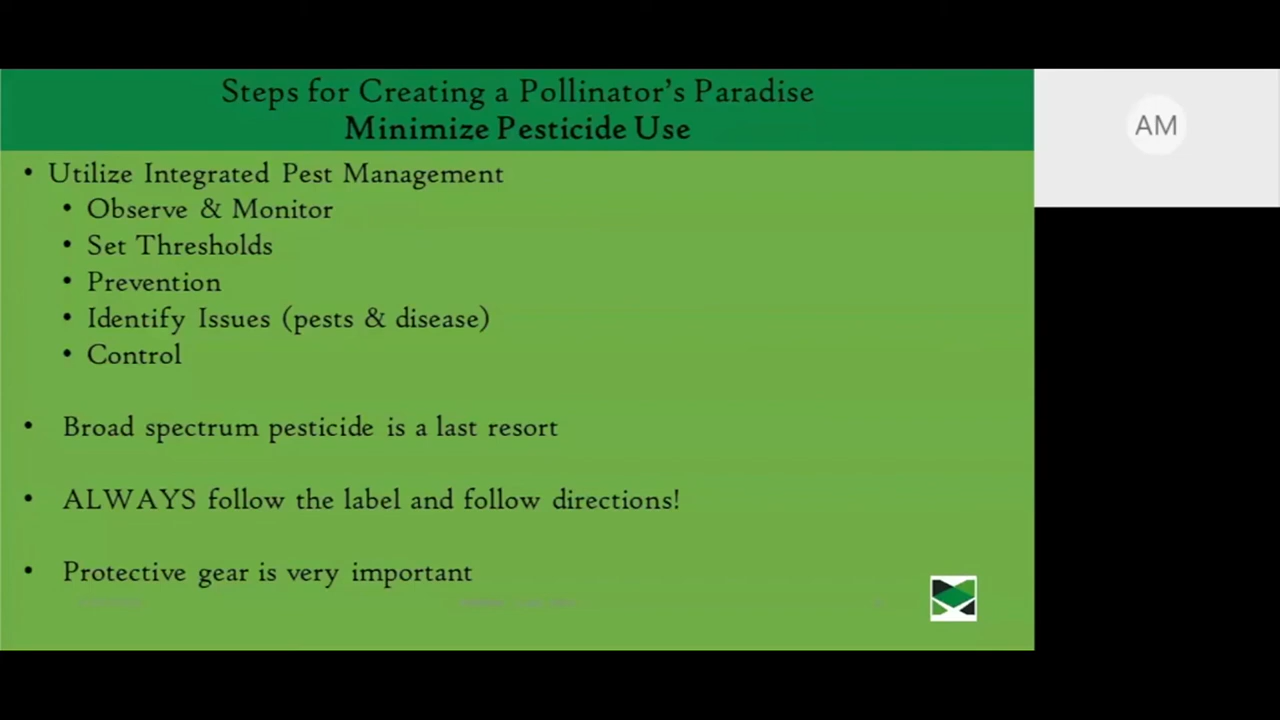 Steps for Creating a Pollinator's Paradise
Minimize Pesticide Use
• Utilize Integrated Pest Management
• Observe & Monitor
• Set Thresholds
• Prevention
• Identify Issues (pests & disease)
• Control
• Broad spectrum pesticide is a last resort
• ALWAYS follow the label and follow directions!
• Protective gear is very important
AM